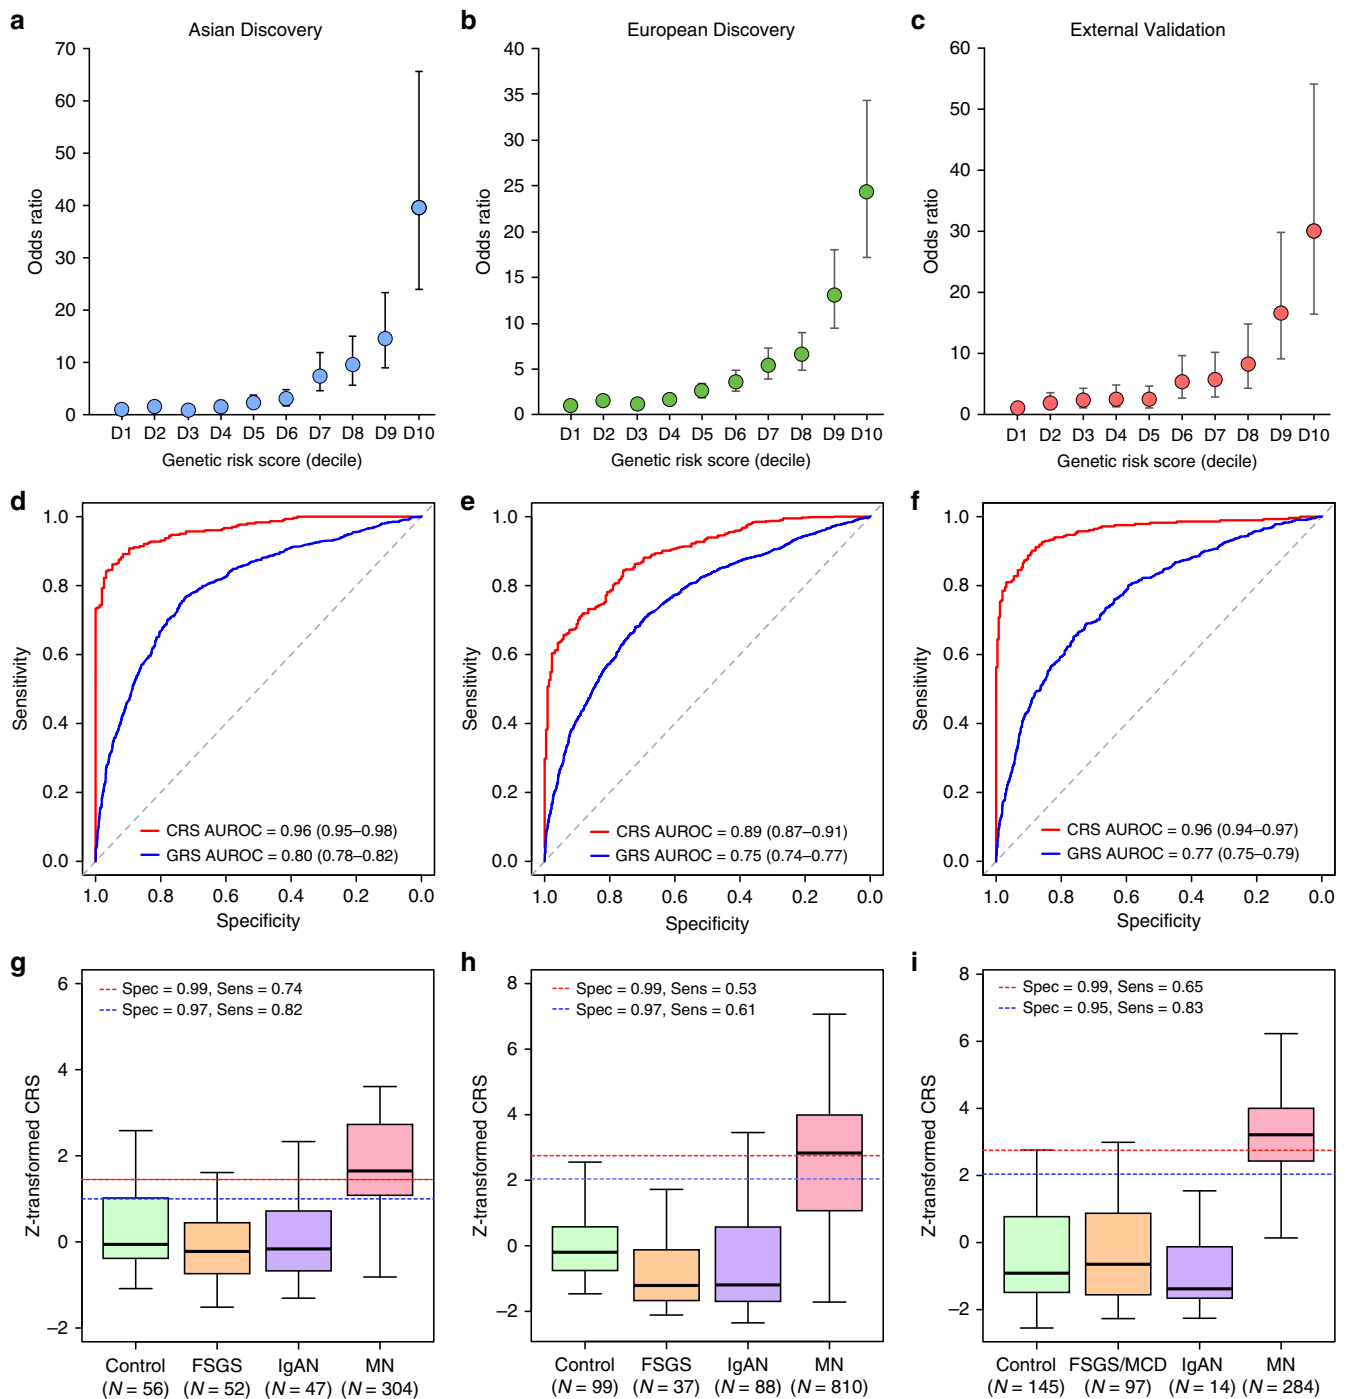 a
Asian Discovery
70
60
50
40
30
20
10
0
Odds ratio
D1 D2 D3 D4 D5 D6 D7 D8 D9 D10
Genetic risk score (decile)
b
European Discovery
40
35
30
25
20
15
10
5
0
Odds ratio
D1 D2 D3 D4 D5 D6 D7 D8 D9 D10
Genetic risk score (decile)
c
External Validation
60
50
40
30
20
10
0
Odds ratio
D1 D2 D3 D4 D5 D6 D7 D8 D9 D10
Genetic risk score (decile)
d
1.0
0.8
0.6
0.4
0.2
0.0
Sensitivity
CRS AUROC = 0.96 (0.95–0.98)
GRS AUROC = 0.80 (0.78–0.82)
1.0 0.8 0.6 0.4 0.2 0.0
Specificity
e
1.0
0.8
0.6
0.4
0.2
0.0
Sensitivity
CRS AUROC = 0.89 (0.87–0.91)
GRS AUROC = 0.75 (0.74–0.77)
1.0 0.8 0.6 0.4 0.2 0.0
Specificity
f
1.0
0.8
0.6
0.4
0.2
0.0
Sensitivity
CRS AUROC = 0.96 (0.94–0.97)
GRS AUROC = 0.77 (0.75–0.79)
1.0 0.8 0.6 0.4 0.2 0.0
Specificity
g
6
4
2
0
–2
Z-transformed CRS
Spec = 0.99, Sens = 0.74
Spec = 0.97, Sens = 0.82
Control FSGS IgAN MN
(N = 56) (N = 52) (N = 47) (N = 304)
h
8
6
4
2
0
–2
Z-transformed CRS
Spec = 0.99, Sens = 0.53
Spec = 0.97, Sens = 0.61
Control FSGS IgAN MN
(N = 99) (N = 37) (N = 88) (N = 810)
i
8
6
4
2
0
–2
Z-transformed CRS
Spec = 0.99, Sens = 0.65
Spec = 0.95, Sens = 0.83
Control FSGS/MCD IgAN MN
(N = 145) (N = 97) (N = 14) (N = 284)